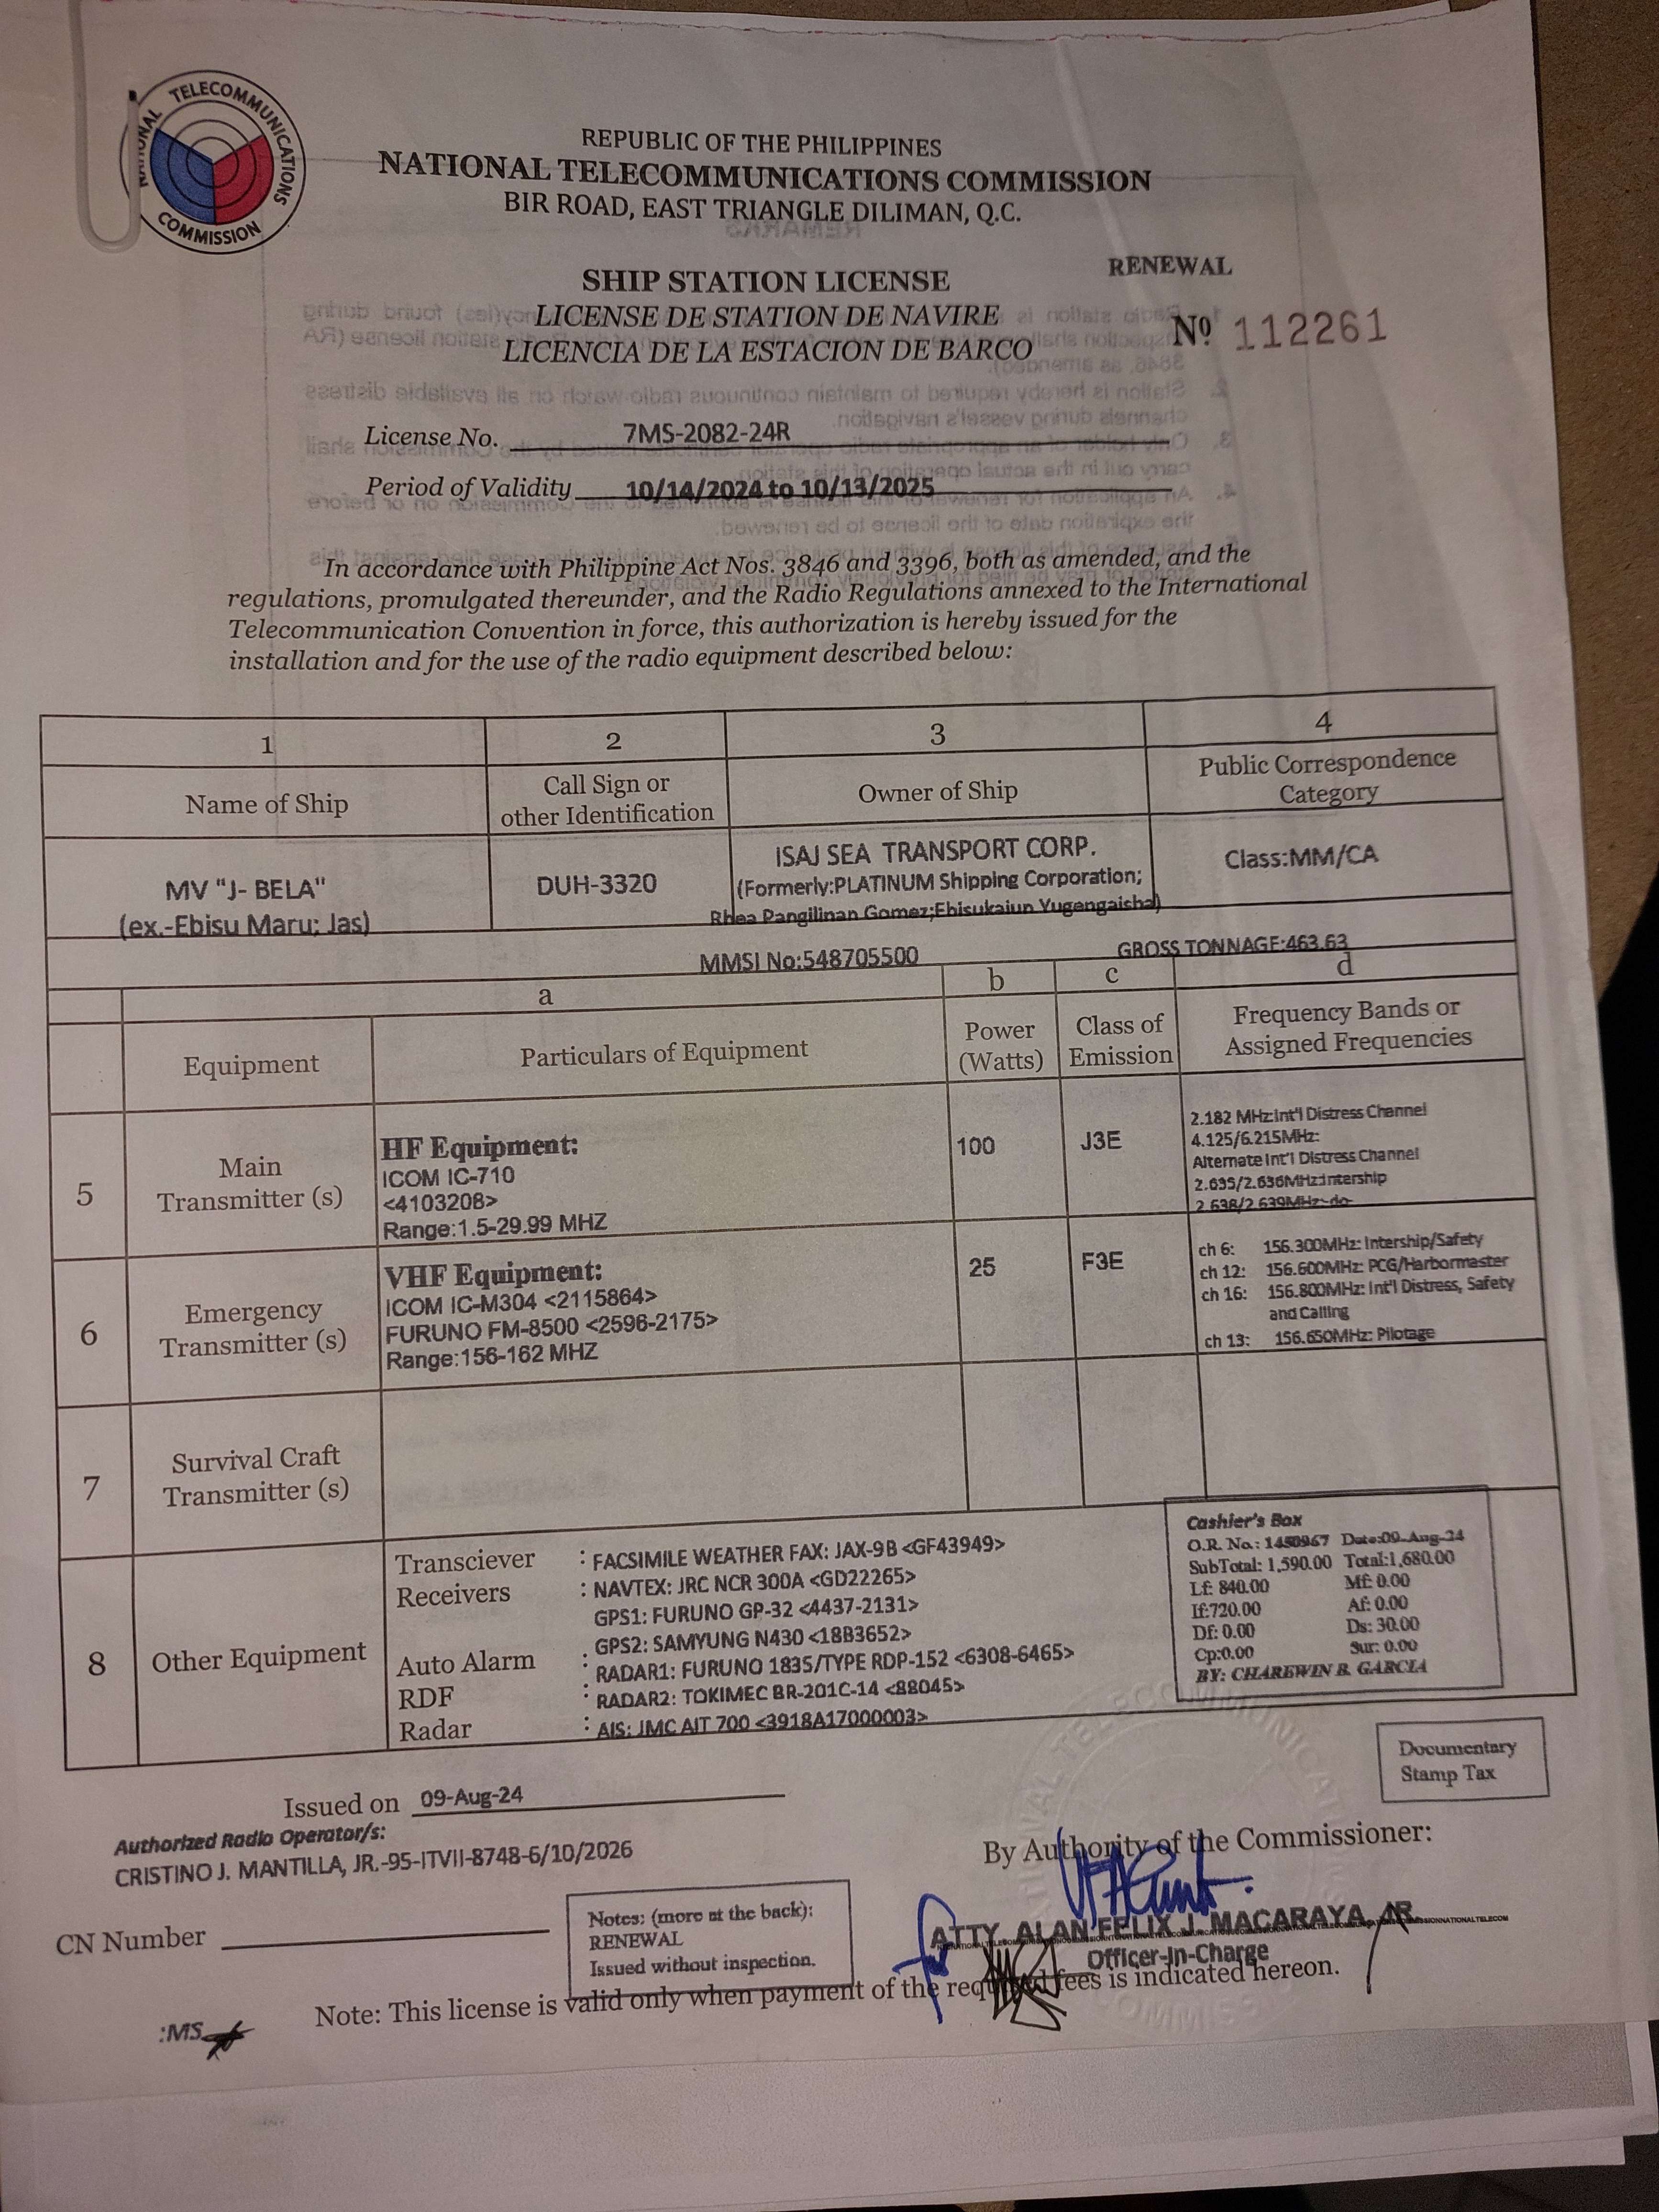 NATIONAL TELECOMMUNICATIONS COMMISSION
REPUBLIC OF THE PHILIPPINES
NATIONAL TELECOMMUNICATIONS COMMISSION
BIR ROAD, EAST TRIANGLE DILIMAN, Q.C.
RENEWAL
SHIP STATION LICENSE
LICENSE DE STATION DE NAVIRE
LICENCIA DE LA ESTACION DE BARCO
Nº 112261
License No. 7MS-2082-24R
Period of Validity 10/14/2024 to 10/13/2025
In accordance with Philippine Act Nos. 3846 and 3396, both as amended, and the
regulations, promulgated thereunder, and the Radio Regulations annexed to the International
Telecommunication Convention in force, this authorization is hereby issued for the
installation and for the use of the radio equipment described below:
1 2 3 4
Name of Ship
Call Sign or
other Identification
Owner of Ship
Public Correspondence
Category
MV "J- BELA"
(ex.-Ebisu Maru; Jas)
DUH-3320
ISAJ SEA TRANSPORT CORP.
(Formerly:PLATINUM Shipping Corporation;
Rhea Pangilinan Gomez;Ebisukaiun Yugengaisha)
Class:MM/CA
MMSI No:548705500 GROSS TONNAGE:463.63
a b c d
Equipment
Particulars of Equipment
Power
(Watts)
Class of
Emission
Frequency Bands or
Assigned Frequencies
5
Main
Transmitter (s)
HF Equipment:
ICOM IC-710
<4103208>
Range:1.5-29.99 MHZ
100
J3E
2.182 MHz:Int'l Distress Channel
4.125/6.215MHz:
Alternate Int'l Distress Channel
2.635/2.636MHz:Intership
2.638/2.639MHz:-do-
6
Emergency
Transmitter (s)
VHF Equipment:
ICOM IC-M304 <2115864>
FURUNO FM-8500 <2596-2175>
Range:156-162 MHZ
25
F3E
ch 6: 156.300MHz: Intership/Safety
ch 12: 156.600MHz: PCG/Harbormaster
ch 16: 156.800MHz: Int'l Distress, Safety
and Calling
ch 13: 156.650MHz: Pilotage
7
Survival Craft
Transmitter (s)
8
Other Equipment
Transciever : FACSIMILE WEATHER FAX: JAX-9B <GF43949>
Receivers : NAVTEX: JRC NCR 300A <GD22265>
GPS1: FURUNO GP-32 <4437-2131>
: GPS2: SAMYUNG N430 <18B3652>
Auto Alarm : RADAR1: FURUNO 1835/TYPE RDP-152 <6308-6465>
RDF : RADAR2: TOKIMEC BR-201C-14 <88045>
Radar : AIS: JMC AIT 700 <3918A17000003>
Cashier's Box
O.R. No.: 1450967 Date:09-Aug-24
SubTotal: 1,590.00 Total:1,680.00
Lf: 840.00 Mf: 0.00
If:720.00 Af: 0.00
Df: 0.00 Ds: 30.00
Cp:0.00 Sur: 0.00
BY: CHAREWIN B. GARCIA
Documentary
Stamp Tax
Issued on 09-Aug-24
Authorized Radio Operator/s:
CRISTINO J. MANTILLA, JR.-95-ITVII-8748-6/10/2026
By Authority of the Commissioner:
CN Number
Notes: (more at the back):
RENEWAL
Issued without inspection.
ATTY. ALAN FELIX J. MACARAYA, JR.
Officer-In-Charge
Note: This license is valid only when payment of the required fees is indicated hereon.
:MS